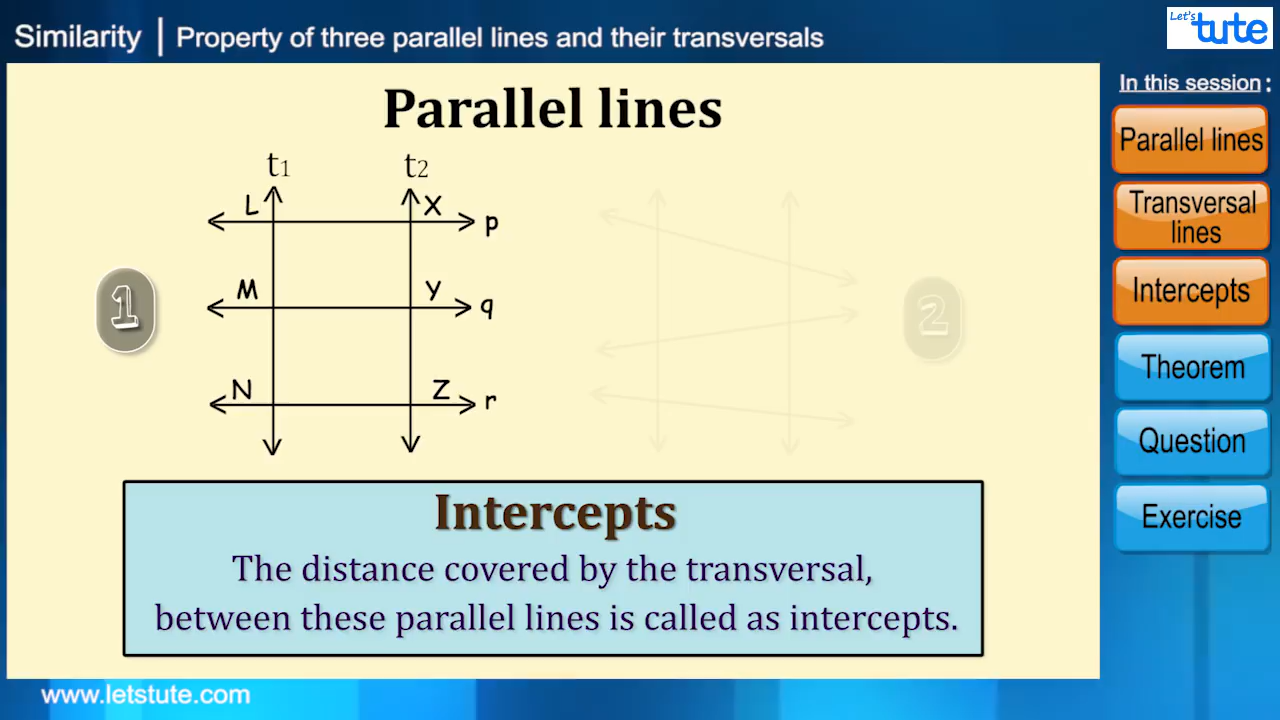 Similarity | Property of three parallel lines and their transversals
Let's tute
In this session :
Parallel lines
Transversal
lines
Intercepts
Theorem
Question
Exercise
Parallel lines
t1 t2
L X p
M Y q
N Z r
1
2
Intercepts
The distance covered by the transversal,
between these parallel lines is called as intercepts.
www.letstute.com